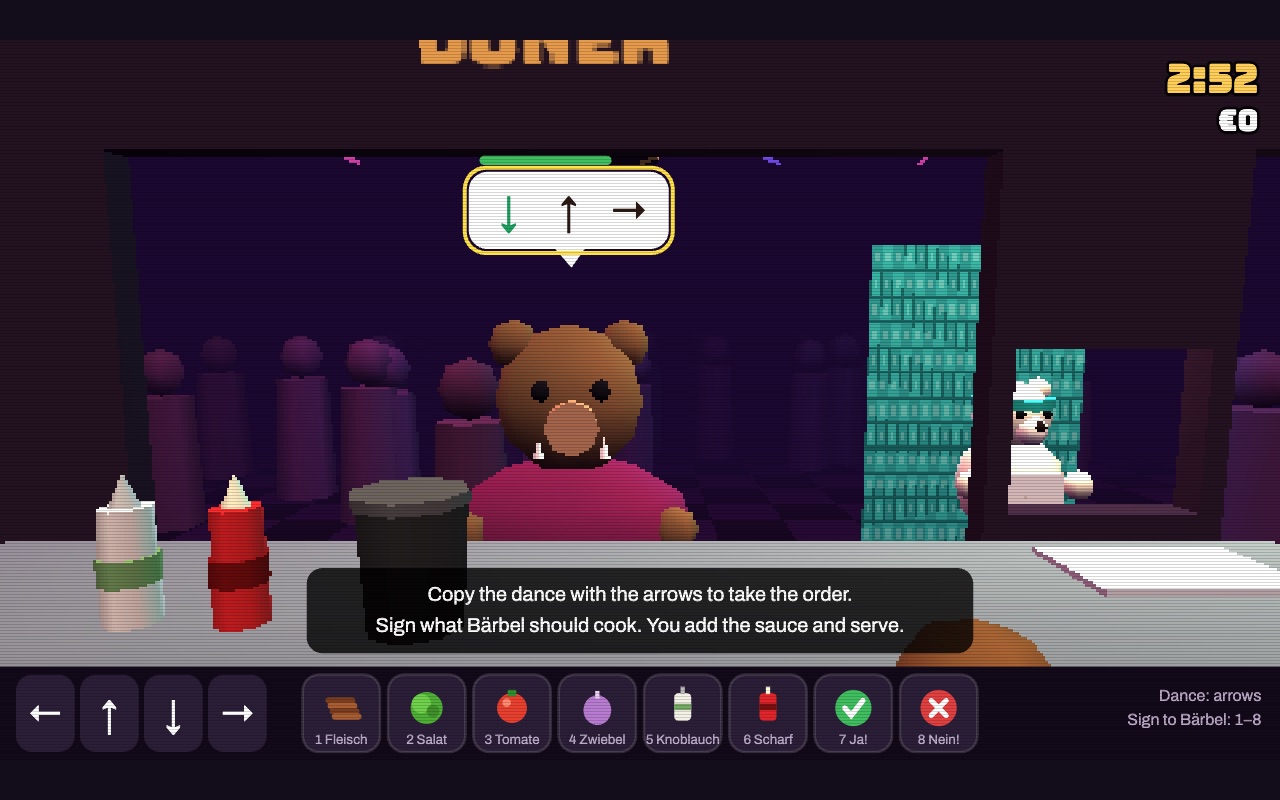 DÖNER
2:52
€0
↓ ↑ →
Copy the dance with the arrows to take the order.
Sign what Bärbel should cook. You add the sauce and serve.
← ↑ ↓ →
1 Fleisch
2 Salat
3 Tomate
4 Zwiebel
5 Knoblauch
6 Scharf
7 Ja!
8 Nein!
Dance: arrows
Sign to Bärbel: 1–8